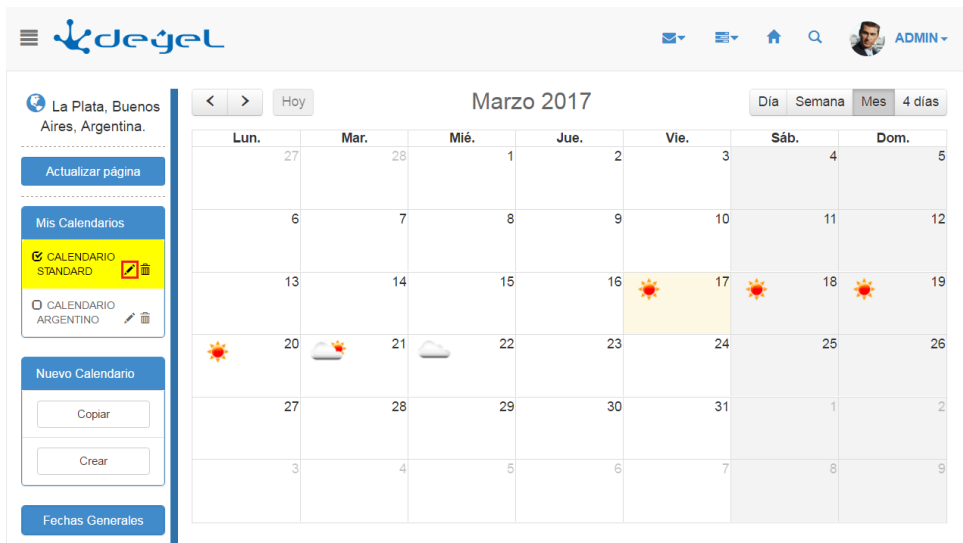 deyel
ADMIN
La Plata, Buenos
Aires, Argentina.
Actualizar página
Mis Calendarios
CALENDARIO
STANDARD
CALENDARIO
ARGENTINO
Nuevo Calendario
Copiar
Crear
Fechas Generales
Hoy
Marzo 2017
Día Semana Mes 4 días
Lun. Mar. Mié. Jue. Vie. Sáb. Dom.
27 28 1 2 3 4 5
6 7 8 9 10 11 12
13 14 15 16 17 18 19
20 21 22 23 24 25 26
27 28 29 30 31 1 2
3 4 5 6 7 8 9